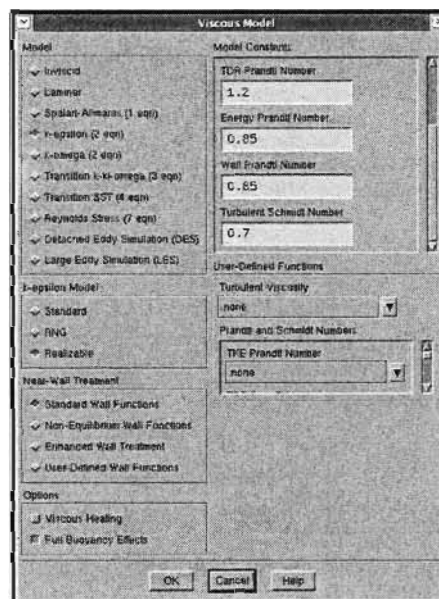 Viscous Model
Model
Inviscid
Laminar
Spalart-Allmaras (1 eqn)
k-epsilon (2 eqn)
k-omega (2 eqn)
Transition k-kl-omega (3 eqn)
Transition SST (4 eqn)
Reynolds Stress (7 eqn)
Detached Eddy Simulation (DES)
Large Eddy Simulation (LES)
k-epsilon Model
Standard
RNG
Realizable
Near-Wall Treatment
Standard Wall Functions
Non-Equilibrium Wall Functions
Enhanced Wall Treatment
User-Defined Wall Functions
Options
Viscous Heating
Full Buoyancy Effects
Model Constants
TDR Prandtl Number
1.2
Energy Prandtl Number
0.85
Wall Prandtl Number
0.85
Turbulent Schmidt Number
0.7
User-Defined Functions
Turbulent Viscosity
none
Prandtl and Schmidt Numbers
TKE Prandtl Number
none
OK
Cancel
Help